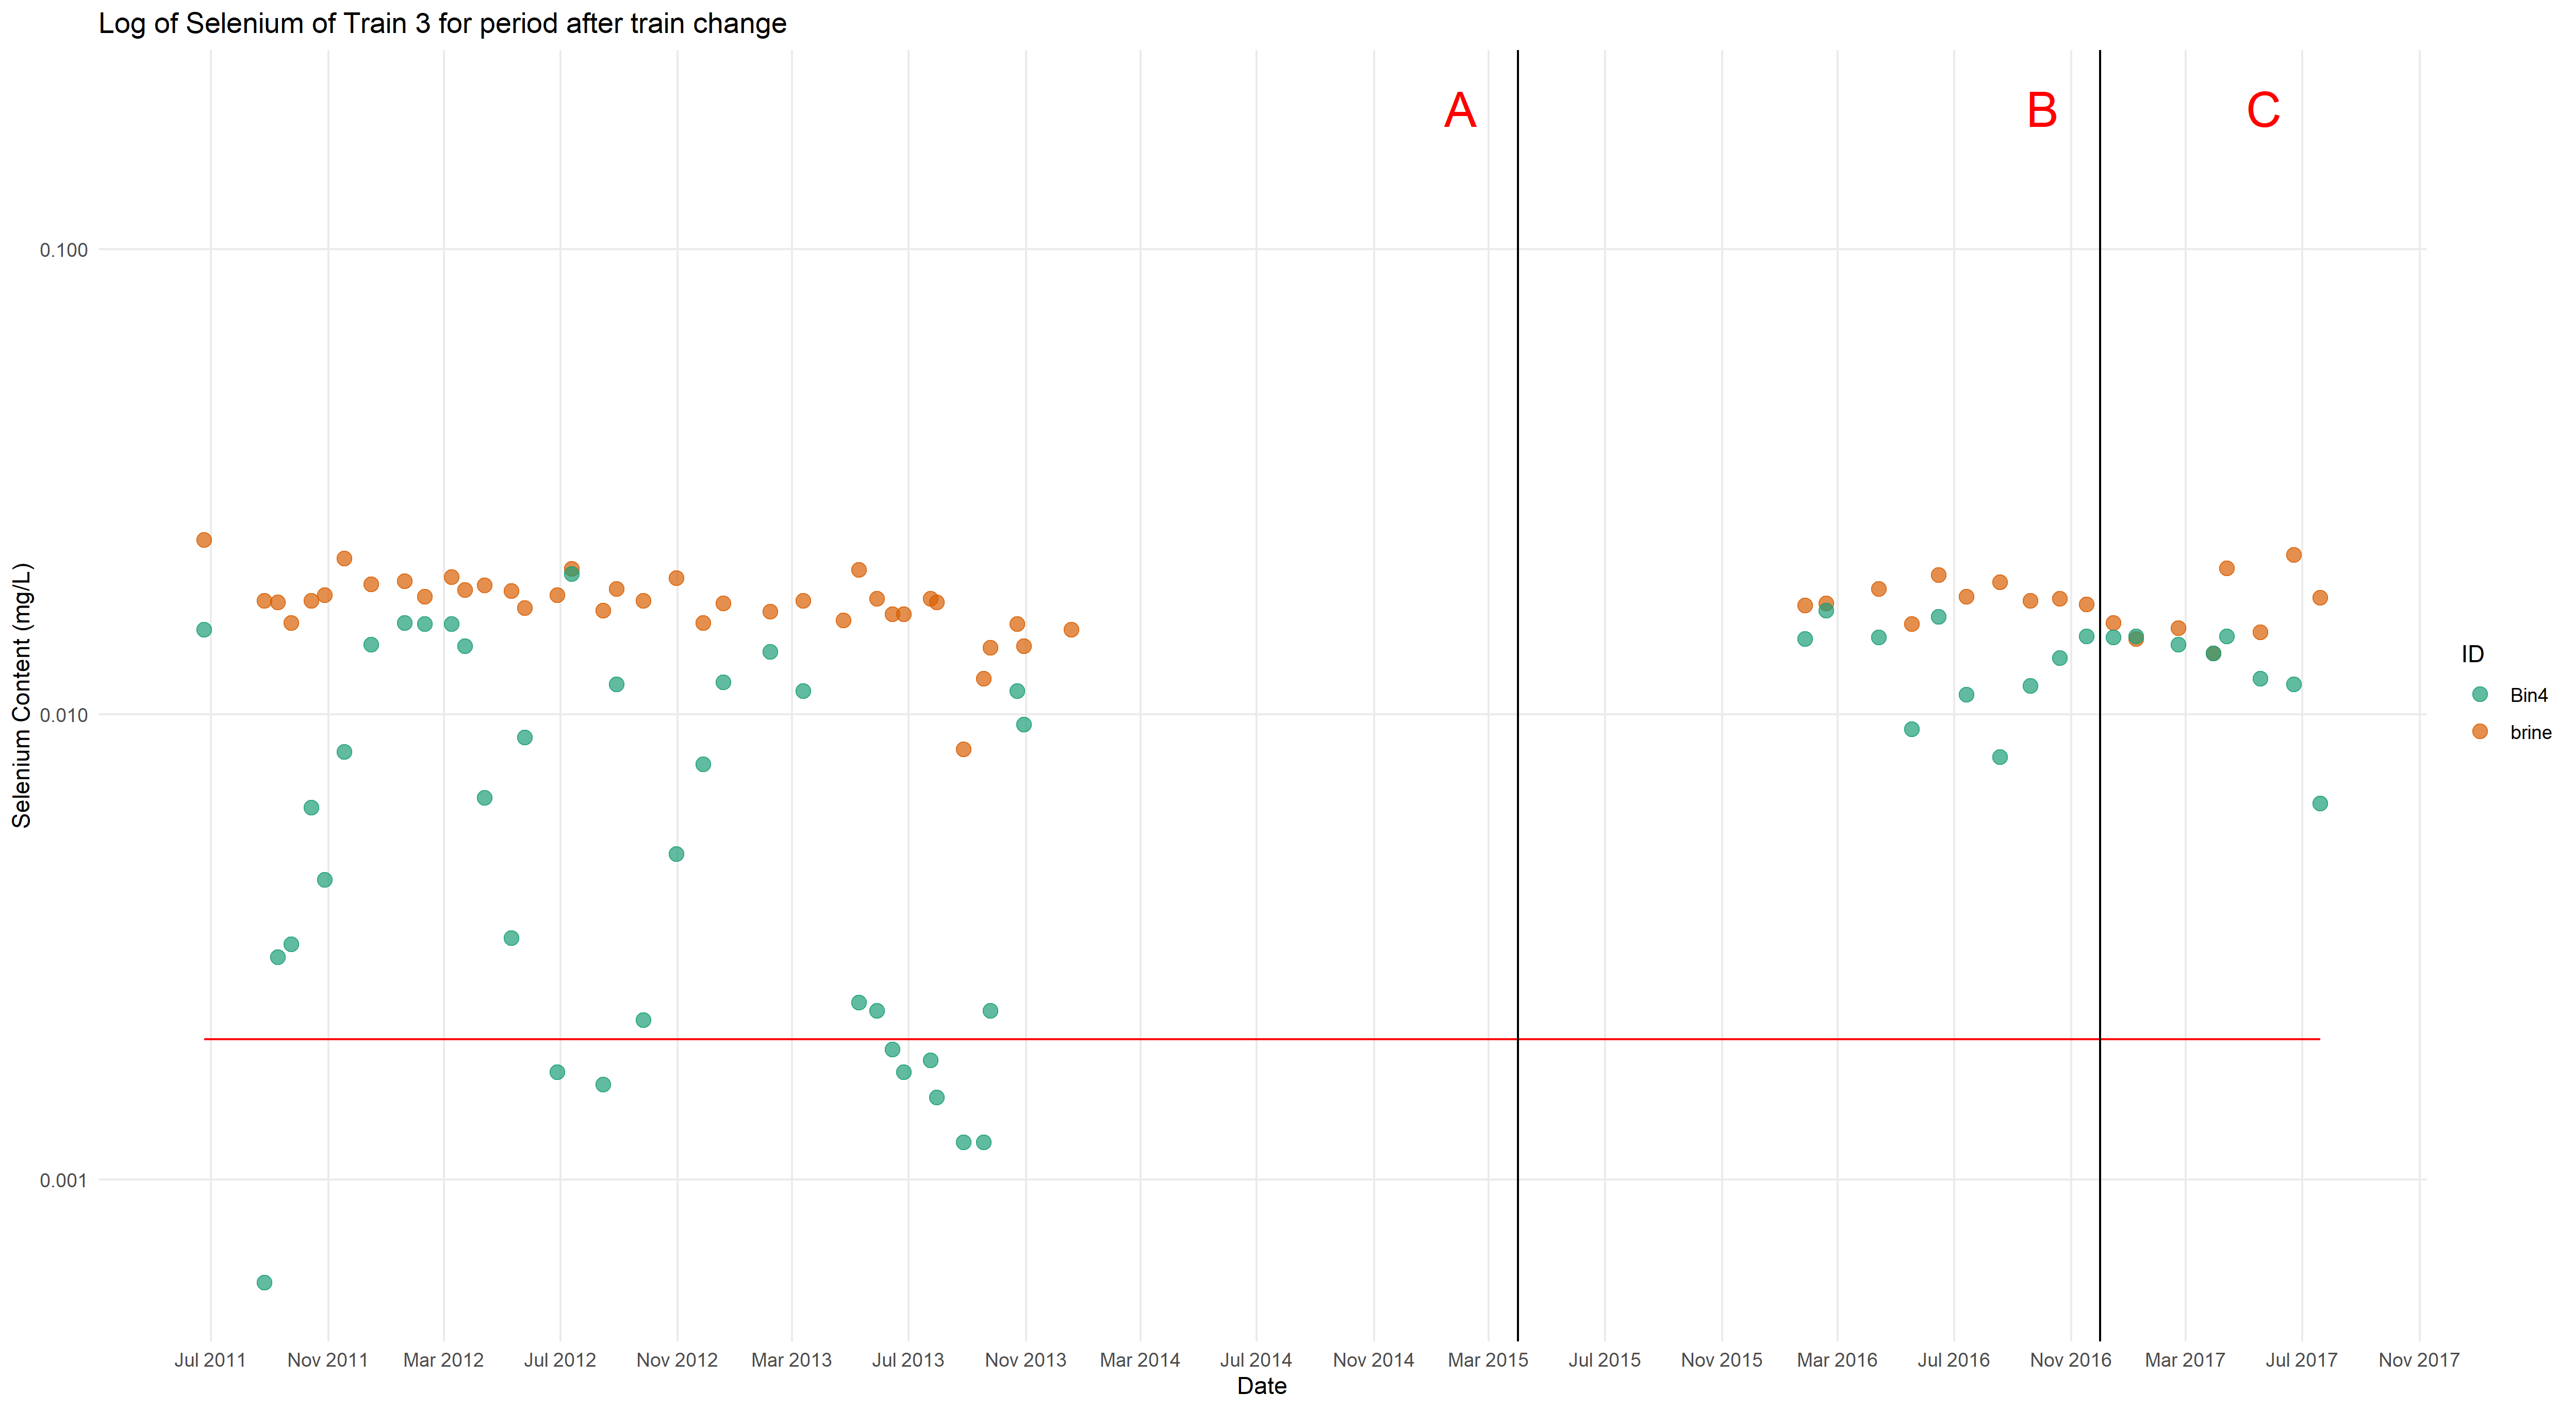 Log of Selenium of Train 3 for period after train change
A
B
C
0.100
0.010
0.001
Selenium Content (mg/L)
Jul 2011
Nov 2011
Mar 2012
Jul 2012
Nov 2012
Mar 2013
Jul 2013
Nov 2013
Mar 2014
Jul 2014
Nov 2014
Mar 2015
Jul 2015
Nov 2015
Mar 2016
Jul 2016
Nov 2016
Mar 2017
Jul 2017
Nov 2017
Date
ID
Bin4
brine